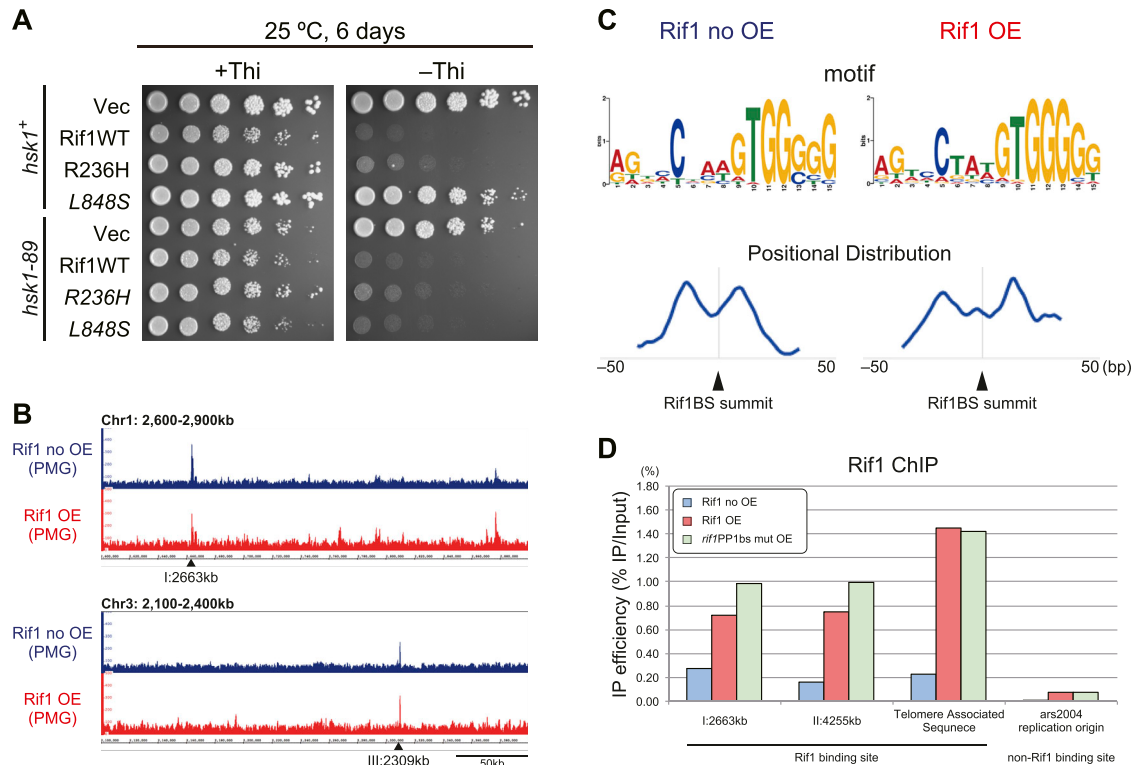 A
25 ºC, 6 days
+Thi
–Thi
hsk1+
Vec
Rif1WT
R236H
L848S
hsk1-89
Vec
Rif1WT
R236H
L848S
B
Chr1: 2,600-2,900kb
Rif1 no OE
(PMG)
Rif1 OE
(PMG)
I:2663kb
Chr3: 2,100-2,400kb
Rif1 no OE
(PMG)
Rif1 OE
(PMG)
III:2309kb
50kb
C
Rif1 no OE
Rif1 OE
motif
bits
bits
Positional Distribution
–50
50
50 (bp)
Rif1BS summit
Rif1BS summit
D
Rif1 ChIP
(%)
IP efficiency (% IP/Input)
1.80
1.60
1.40
1.20
1.00
0.80
0.60
0.40
0.20
0.00
Rif1 no OE
Rif1 OE
rif1PP1bs mut OE
I:2663kb
II:4255kb
Telomere Associated
Sequnece
ars2004
replication origin
Rif1 binding site
non-Rif1 binding site